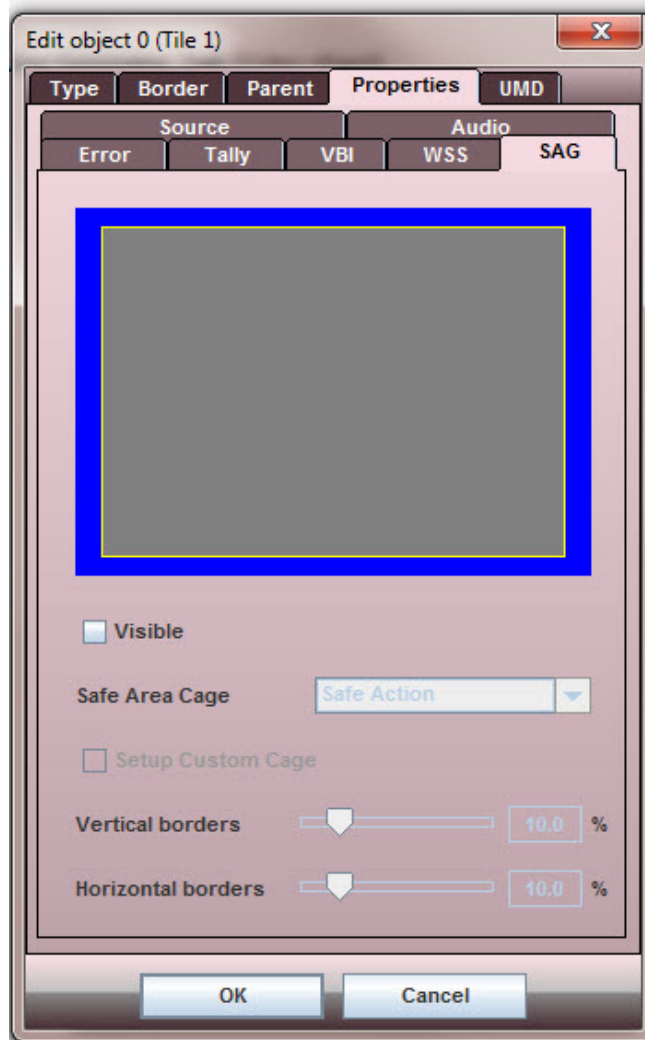 Edit object 0 (Tile 1)
Type Border Parent Properties UMD
Source Audio
Error Tally VBI WSS SAG
Visible
Safe Area Cage Safe Action
Setup Custom Cage
Vertical borders 10.0 %
Horizontal borders 10.0 %
OK Cancel